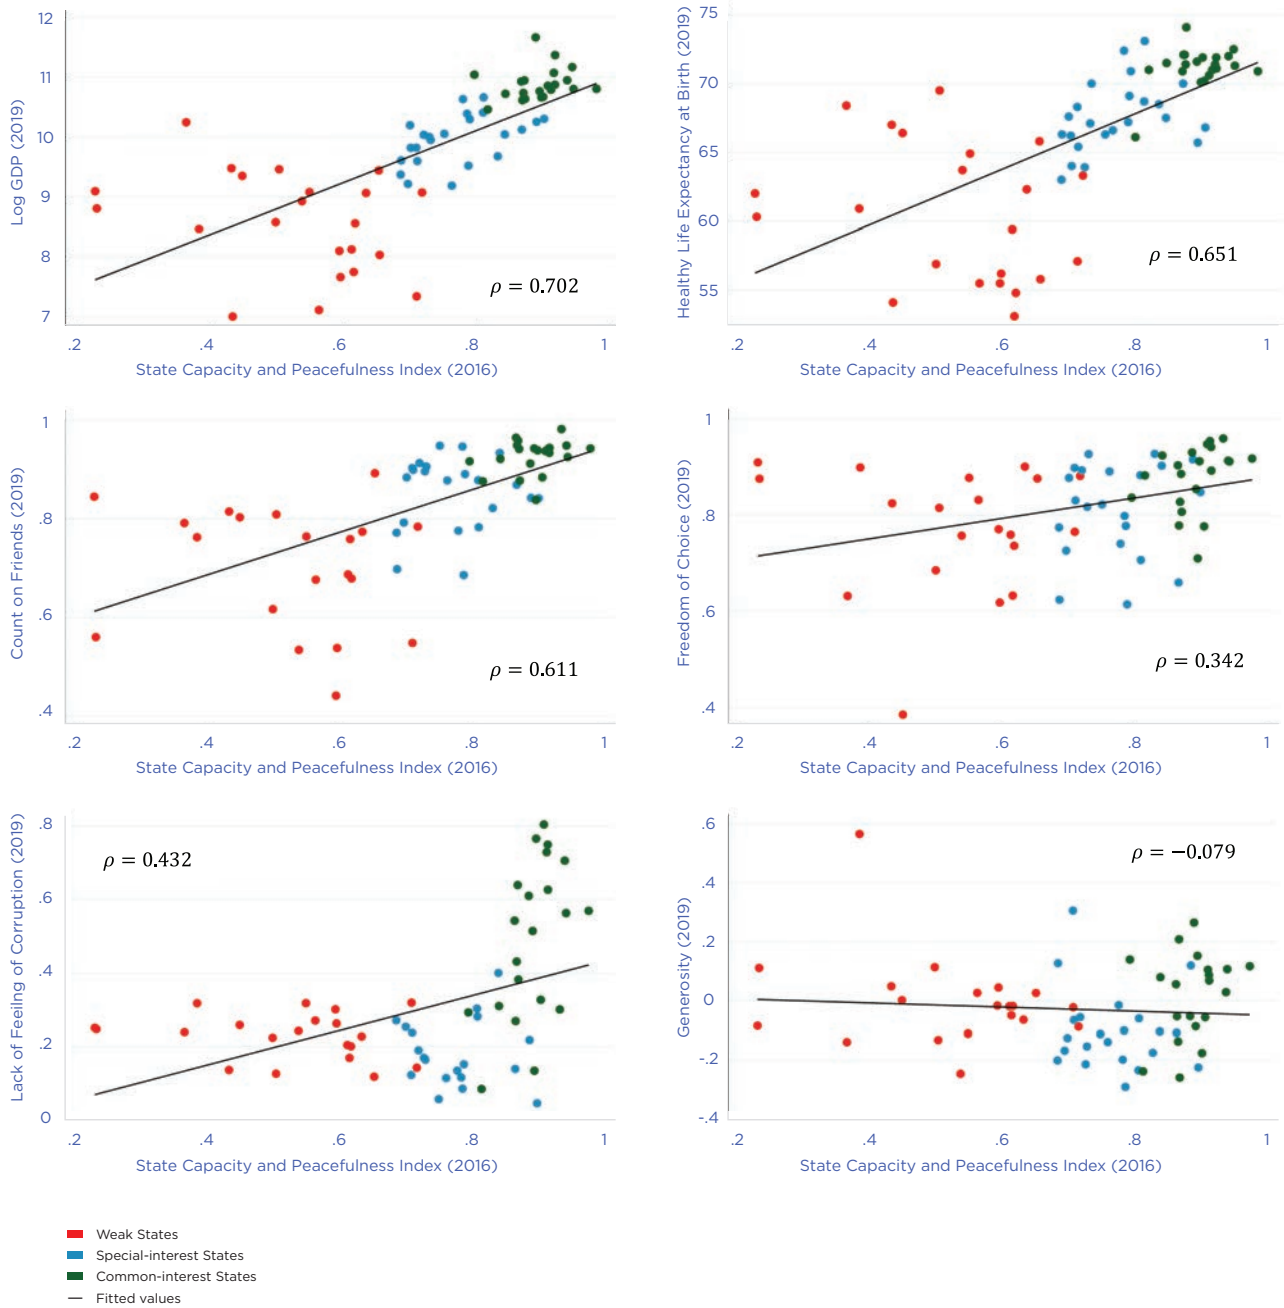 12
11
10
9
8
7
Log GDP (2019)
ρ = 0.702
.2 .4 .6 .8 1
State Capacity and Peacefulness Index (2016)
75
70
65
60
55
Healthy Life Expectancy at Birth (2019)
ρ = 0.651
.2 .4 .6 .8 1
State Capacity and Peacefulness Index (2016)
1
.8
.6
.4
Count on Friends (2019)
ρ = 0.611
.2 .4 .6 .8 1
State Capacity and Peacefulness Index (2016)
1
.8
.6
.4
Freedom of Choice (2019)
ρ = 0.342
.2 .4 .6 .8 1
State Capacity and Peacefulness Index (2016)
.8
.6
.4
.2
0
Lack of Feeling of Corruption (2019)
ρ = 0.432
.2 .4 .6 .8 1
State Capacity and Peacefulness Index (2016)
.6
.4
.2
0
-.2
-.4
Generosity (2019)
ρ = −0.079
.2 .4 .6 .8 1
State Capacity and Peacefulness Index (2016)
Weak States
Special-interest States
Common-interest States
Fitted values